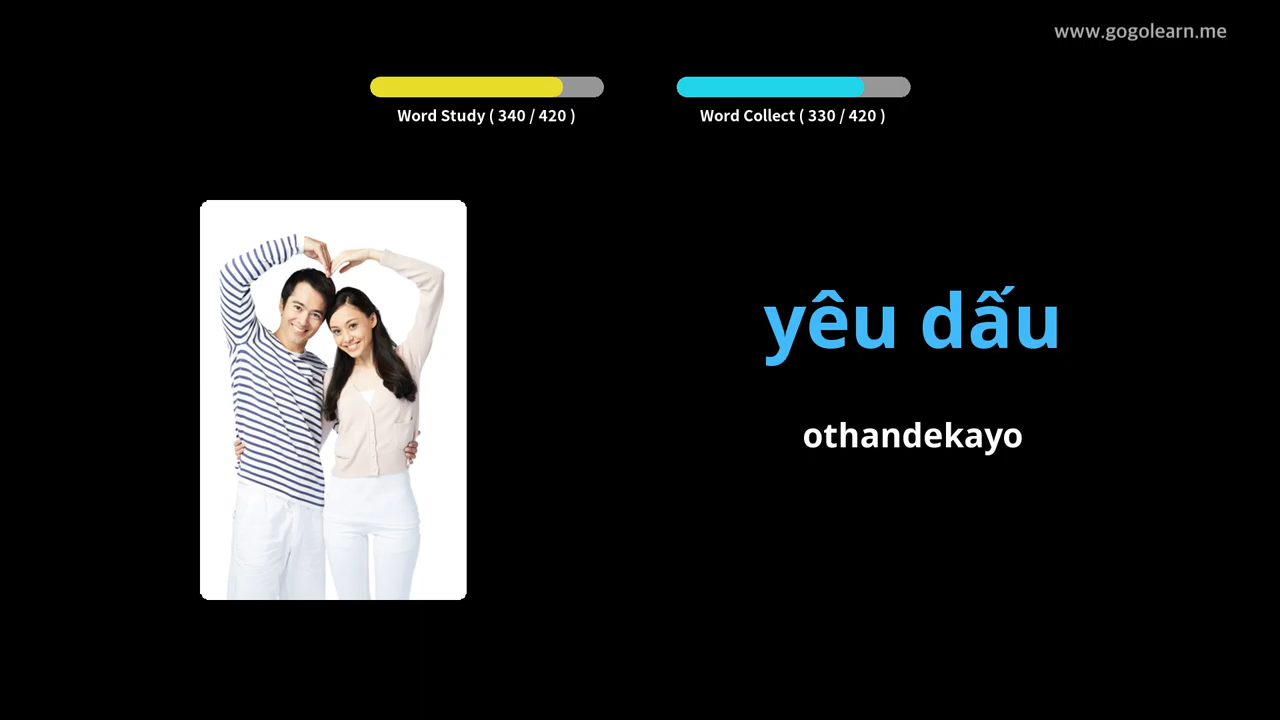 www.gogolearn.me
Word Study ( 340 / 420 )
Word Collect ( 330 / 420 )
yêu dấu
othandekayo